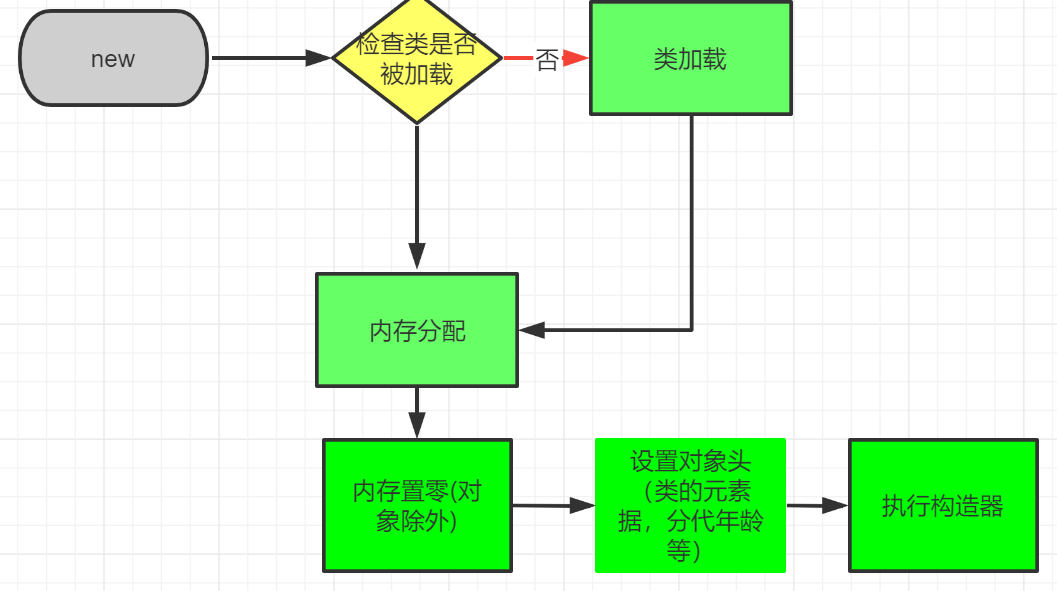 new
检查类是否
被加载
否
类加载
内存分配
内存置零(对
象除外)
设置对象头
（类的元素
据，分代年龄
等）
执行构造器